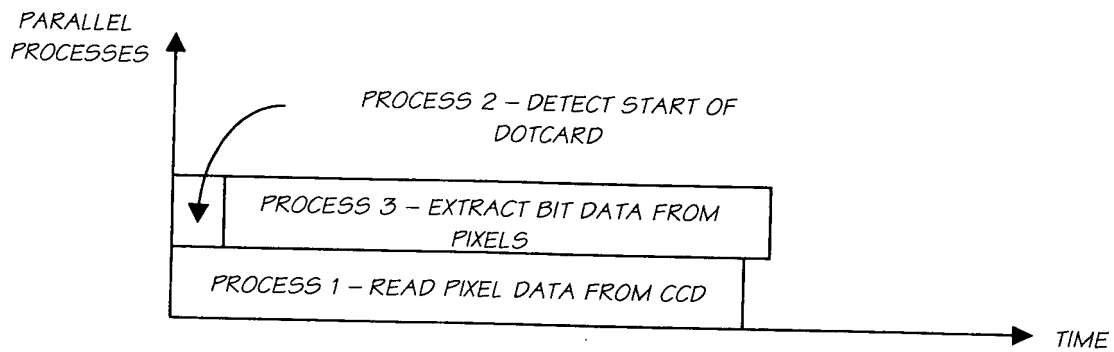 PARALLEL
PROCESSES
PROCESS 2 – DETECT START OF
DOTCARD
PROCESS 3 – EXTRACT BIT DATA FROM
PIXELS
PROCESS 1 – READ PIXEL DATA FROM CCD
TIME